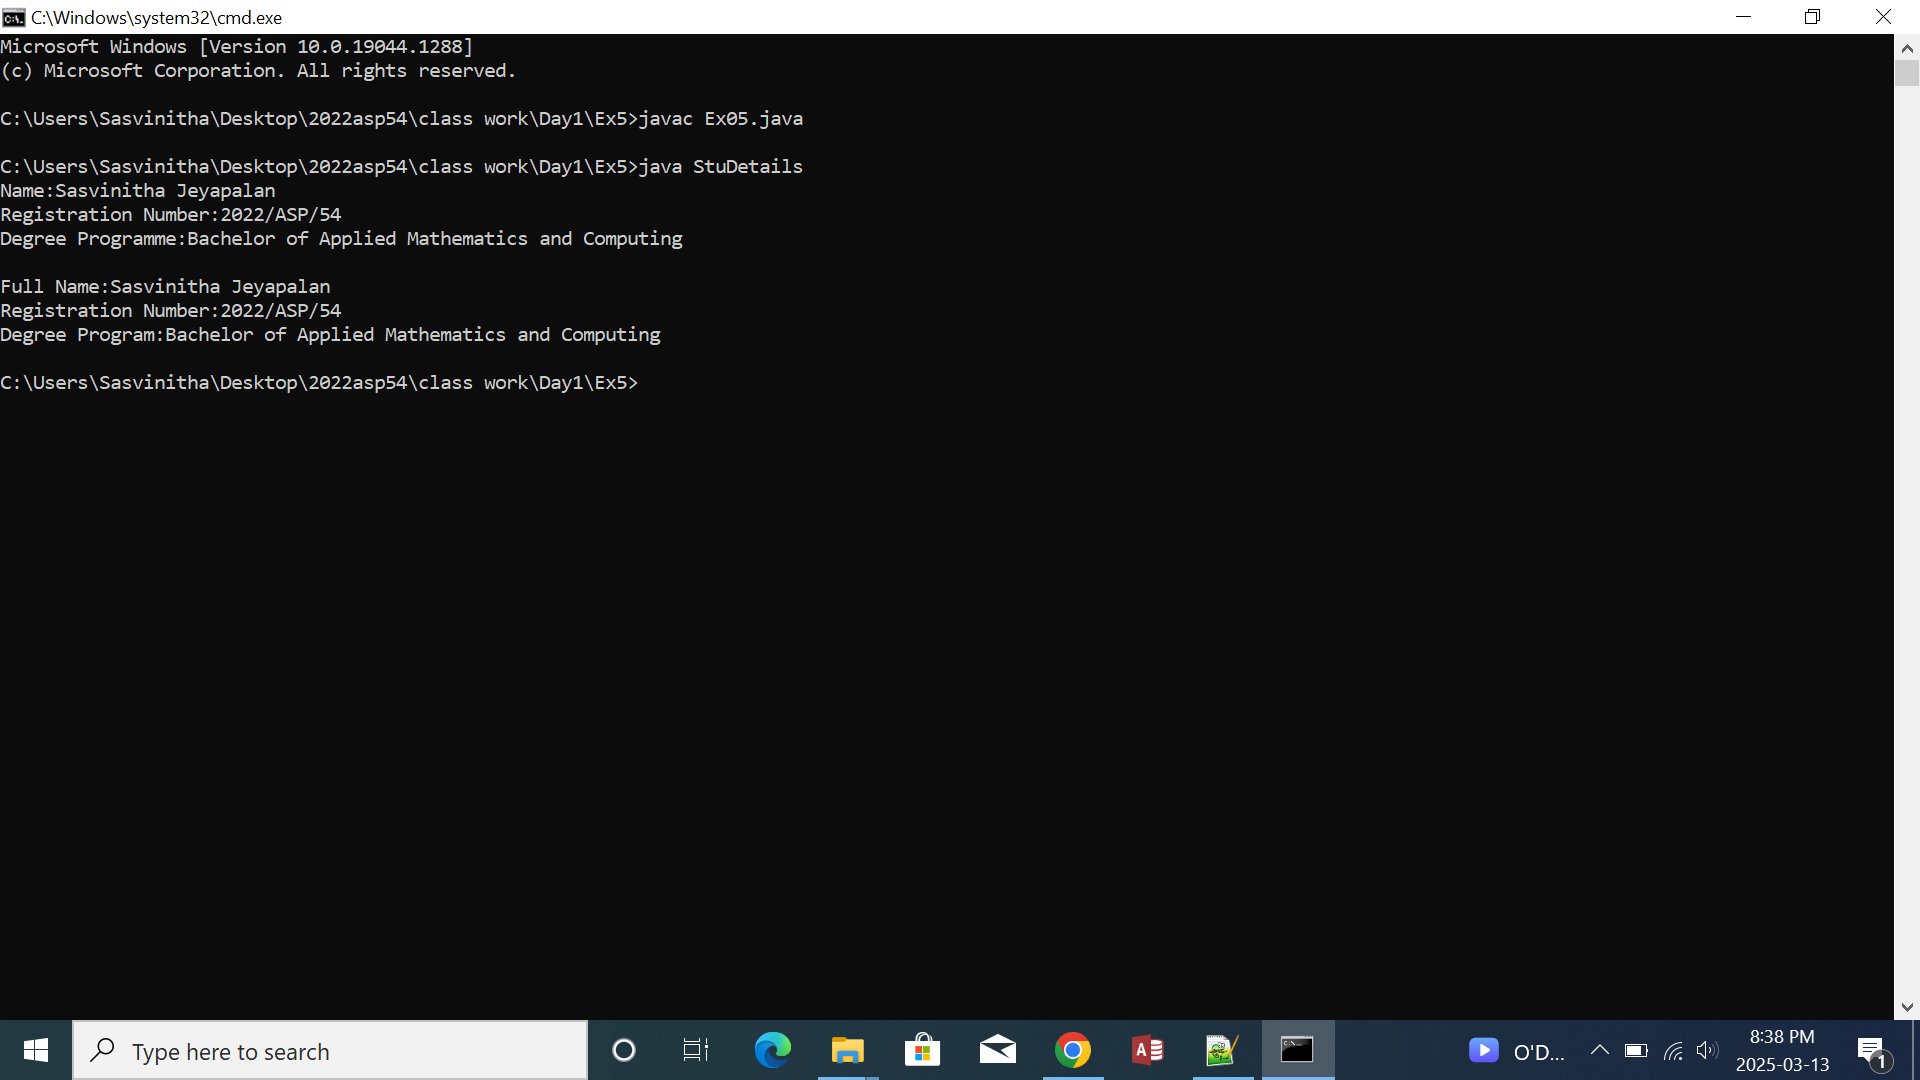 C:\Windows\system32\cmd.exe
Microsoft Windows [Version 10.0.19044.1288]
(c) Microsoft Corporation. All rights reserved.
C:\Users\Sasvinitha\Desktop\2022asp54\class work\Day1\Ex5>javac Ex05.java
C:\Users\Sasvinitha\Desktop\2022asp54\class work\Day1\Ex5>java StuDetails
Name:Sasvinitha Jeyapalan
Registration Number:2022/ASP/54
Degree Programme:Bachelor of Applied Mathematics and Computing
Full Name:Sasvinitha Jeyapalan
Registration Number:2022/ASP/54
Degree Program:Bachelor of Applied Mathematics and Computing
C:\Users\Sasvinitha\Desktop\2022asp54\class work\Day1\Ex5>
Type here to search
O'D...
8:38 PM
2025-03-13
1